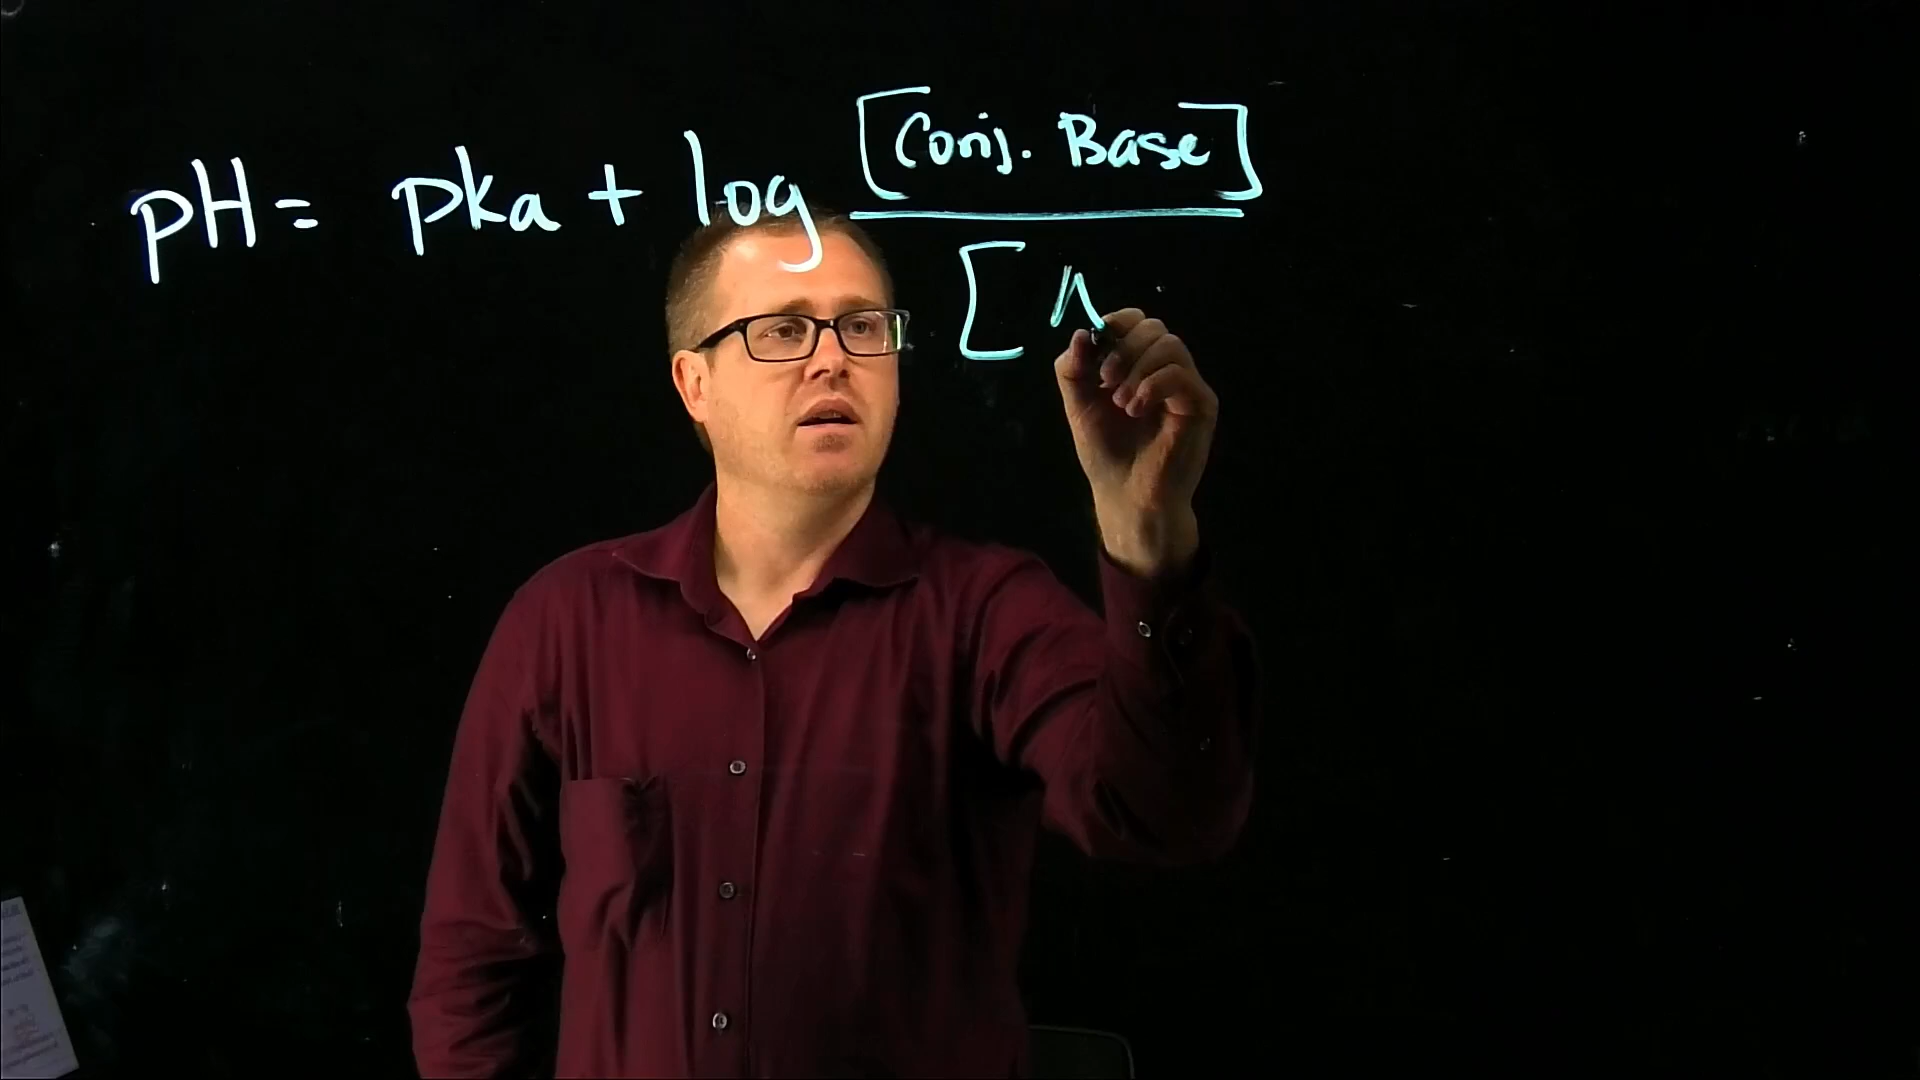 pH = pka + log [Conj. Base]
[ A